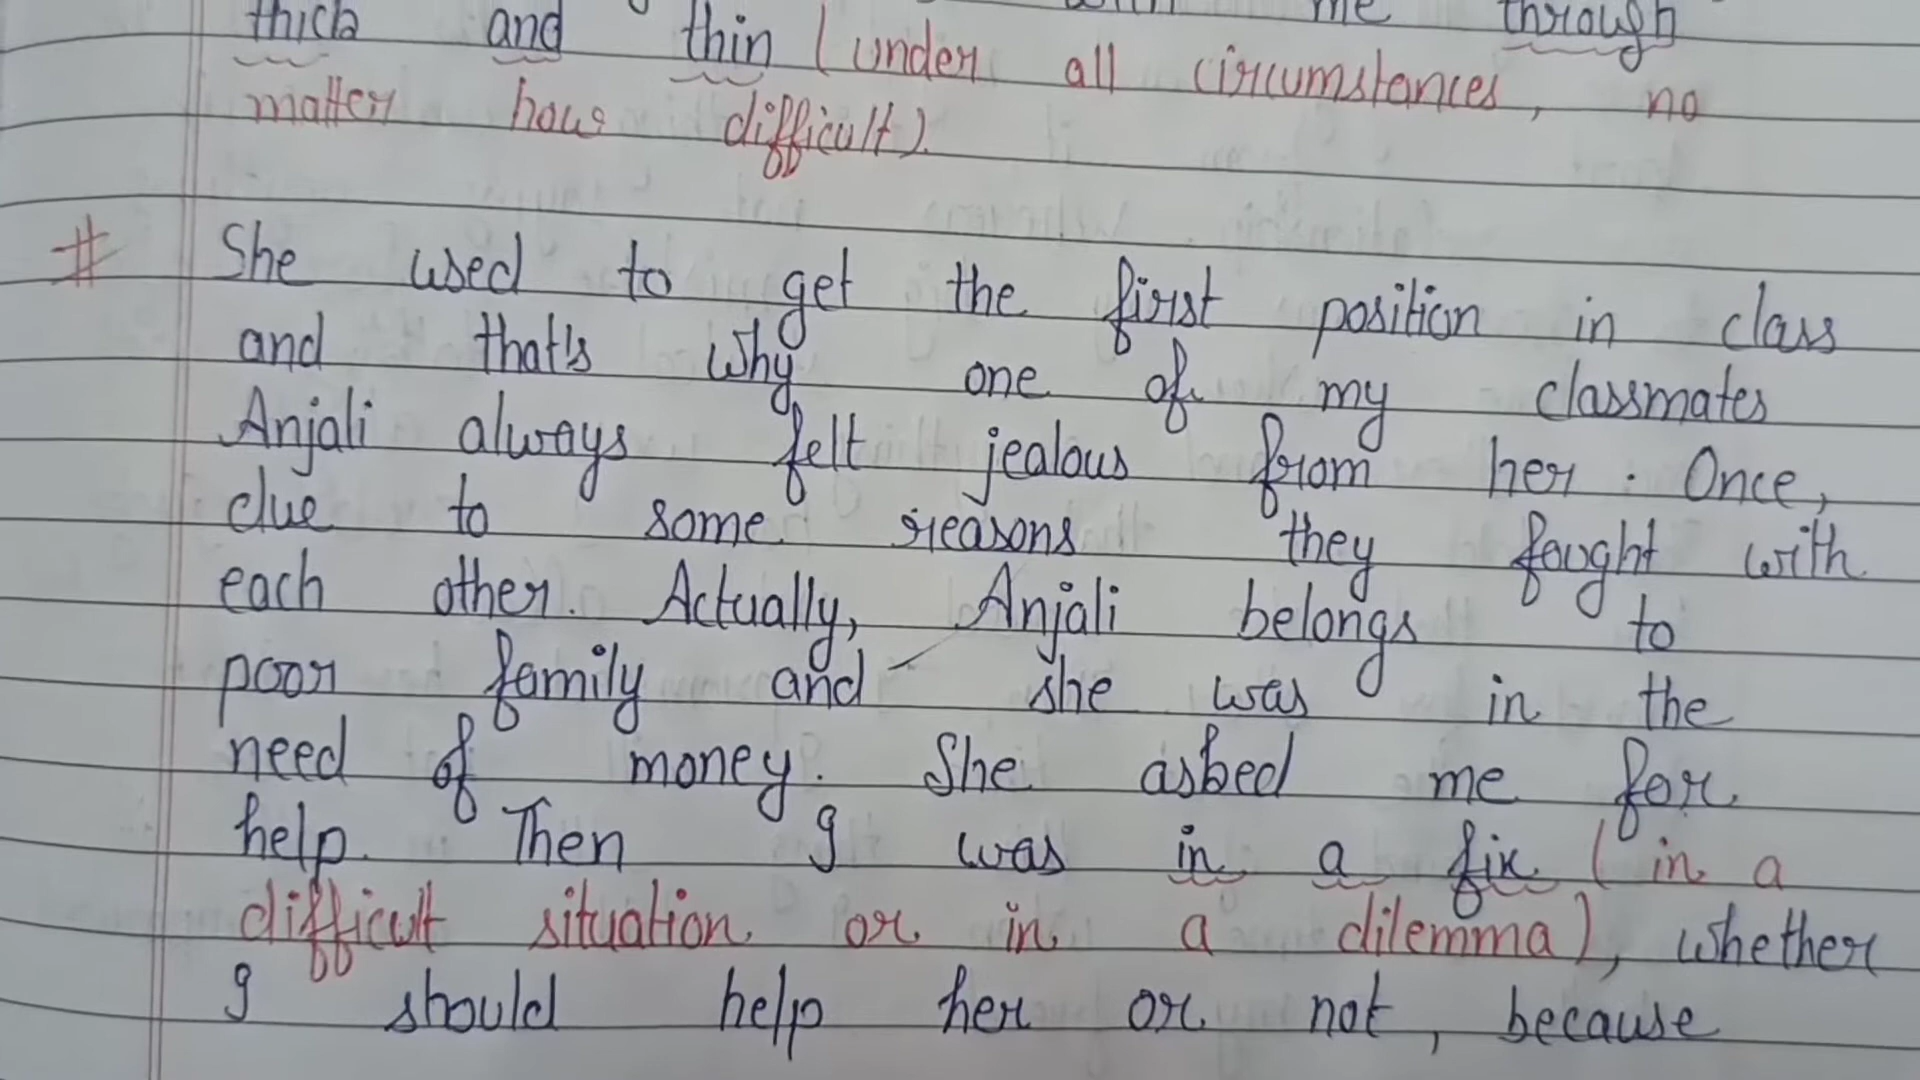 me through
thick and thin (under all circumstances, no
matter how difficult).
# She used to get the first position in class
and that's why one of my classmates
Anjali always felt jealous from her. Once,
due to some reasons they fought with
each other. Actually, Anjali belongs to
poor family and she was in the
need of money. She asked me for
help. Then I was in a fix (in a
difficult situation or in a dilemma), whether
I should help her or not, because